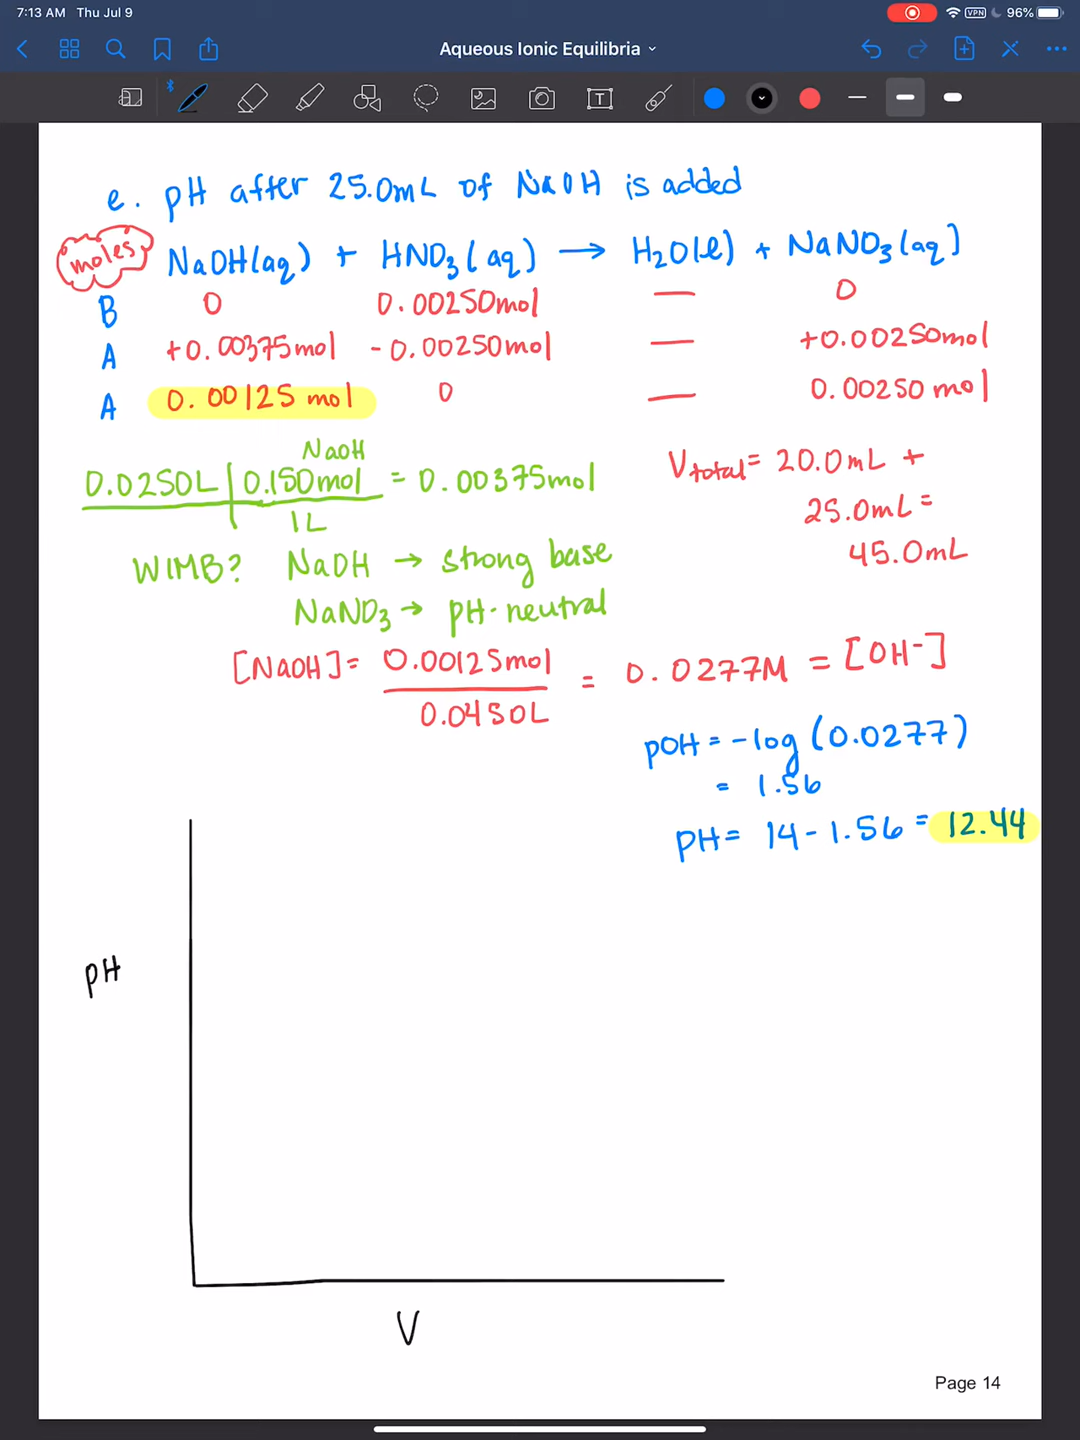 7:13 AM Thu Jul 9
VPN 96%
Aqueous Ionic Equilibria
T
e. pH after 25.0mL of NaOH is added
moles NaOH(aq) + HNO₃(aq) → H₂O(l) + NaNO₃(aq)
B 0 0.00250mol — 0
A +0.00375mol -0.00250mol — +0.00250mol
A 0.00125 mol 0 — 0.00250 mol
NaOH
0.0250L | 0.150mol = 0.00375mol
1L
Vtotal = 20.0mL +
25.0mL =
45.0mL
WIMB? NaOH → strong base
NaNO₃ → pH-neutral
[NaOH] = 0.00125mol = 0.0277M = [OH⁻]
0.0450L
pOH = -log(0.0277)
= 1.56
pH = 14 - 1.56 = 12.44
pH
V
Page 14